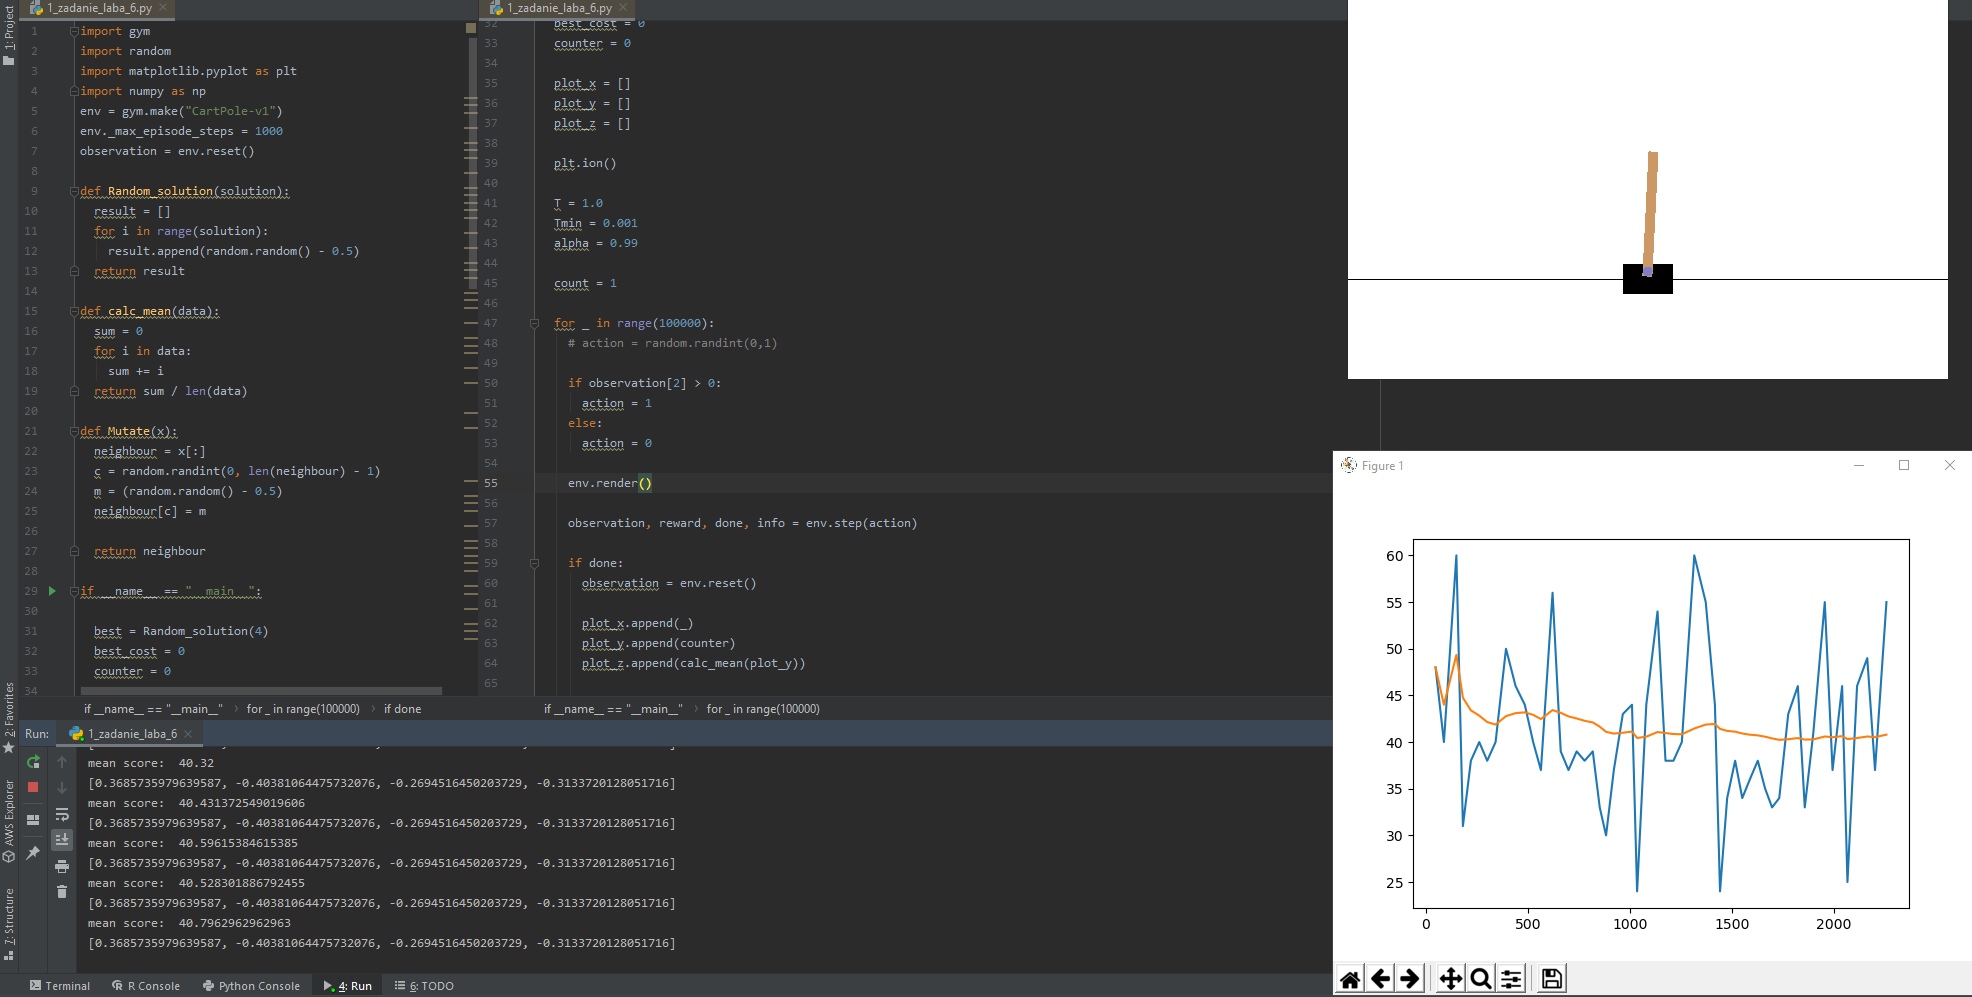 1: Project
2: Favorites
AWS Explorer
7: Structure
1_zadanie_laba_6.py
1 import gym
2 import random
3 import matplotlib.pyplot as plt
4 import numpy as np
5 env = gym.make("CartPole-v1")
6 env._max_episode_steps = 1000
7 observation = env.reset()
8
9 def Random_solution(solution):
10 result = []
11 for i in range(solution):
12 result.append(random.random() - 0.5)
13 return result
14
15 def calc_mean(data):
16 sum = 0
17 for i in data:
18 sum += i
19 return sum / len(data)
20
21 def Mutate(x):
22 neighbour = x[:]
23 c = random.randint(0, len(neighbour) - 1)
24 m = (random.random() - 0.5)
25 neighbour[c] = m
26
27 return neighbour
28
29 if __name__ == "__main__":
30
31 best = Random_solution(4)
32 best_cost = 0
33 counter = 0
34
if __name__ == "__main__" › for _ in range(100000) › if done
1_zadanie_laba_6.py
32 best_cost = 0
33 counter = 0
34
35 plot_x = []
36 plot_y = []
37 plot_z = []
38
39 plt.ion()
40
41 T = 1.0
42 Tmin = 0.001
43 alpha = 0.99
44
45 count = 1
46
47 for _ in range(100000):
48 # action = random.randint(0,1)
49
50 if observation[2] > 0:
51 action = 1
52 else:
53 action = 0
54
55 env.render()
56
57 observation, reward, done, info = env.step(action)
58
59 if done:
60 observation = env.reset()
61
62 plot_x.append(_)
63 plot_y.append(counter)
64 plot_z.append(calc_mean(plot_y))
65
if __name__ == "__main__" › for _ in range(100000)
Run: 1_zadanie_laba_6
mean score: 40.32
[0.3685735979639587, -0.40381064475732076, -0.2694516450203729, -0.3133720128051716]
mean score: 40.431372549019606
[0.3685735979639587, -0.40381064475732076, -0.2694516450203729, -0.3133720128051716]
mean score: 40.59615384615385
[0.3685735979639587, -0.40381064475732076, -0.2694516450203729, -0.3133720128051716]
mean score: 40.528301886792455
[0.3685735979639587, -0.40381064475732076, -0.2694516450203729, -0.3133720128051716]
mean score: 40.7962962962963
[0.3685735979639587, -0.40381064475732076, -0.2694516450203729, -0.3133720128051716]
Terminal R Console Python Console 4: Run 6: TODO
Figure 1
60
55
50
45
40
35
30
25
0 500 1000 1500 2000